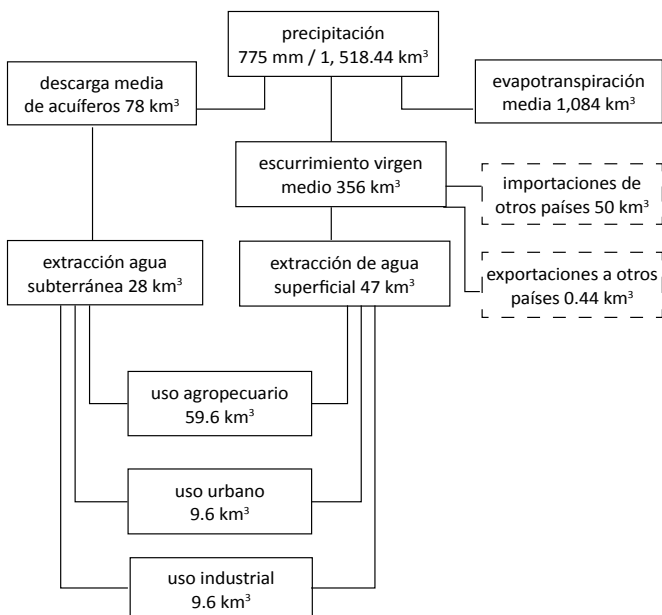 precipitación
775 mm / 1, 518.44 km³
descarga media
de acuíferos 78 km³
evapotranspiración
media 1,084 km³
escurrimiento virgen
medio 356 km³
importaciones de
otros países 50 km³
extracción agua
subterránea 28 km³
extracción de agua
superficial 47 km³
exportaciones a otros
países 0.44 km³
uso agropecuario
59.6 km³
uso urbano
9.6 km³
uso industrial
9.6 km³